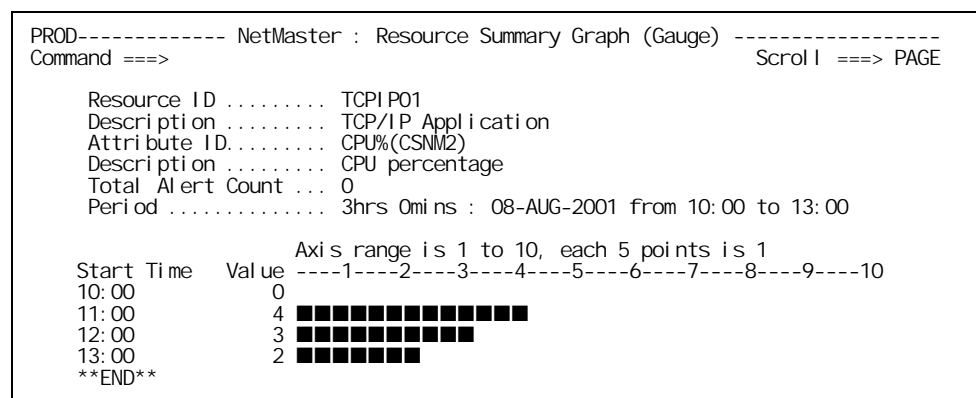 PROD------------- NetMaster : Resource Summary Graph (Gauge) ------------------
Command ===> Scroll ===> PAGE
Resource ID ......... TCPIP01
Description ......... TCP/IP Application
Attribute ID......... CPU%(CSNM2)
Description ......... CPU percentage
Total Alert Count ... 0
Period .............. 3hrs 0mins : 08-AUG-2001 from 10:00 to 13:00
Axis range is 1 to 10, each 5 points is 1
Start Time Value ----1----2----3----4----5----6----7----8----9----10
10:00 0
11:00 4
12:00 3
13:00 2
**END**